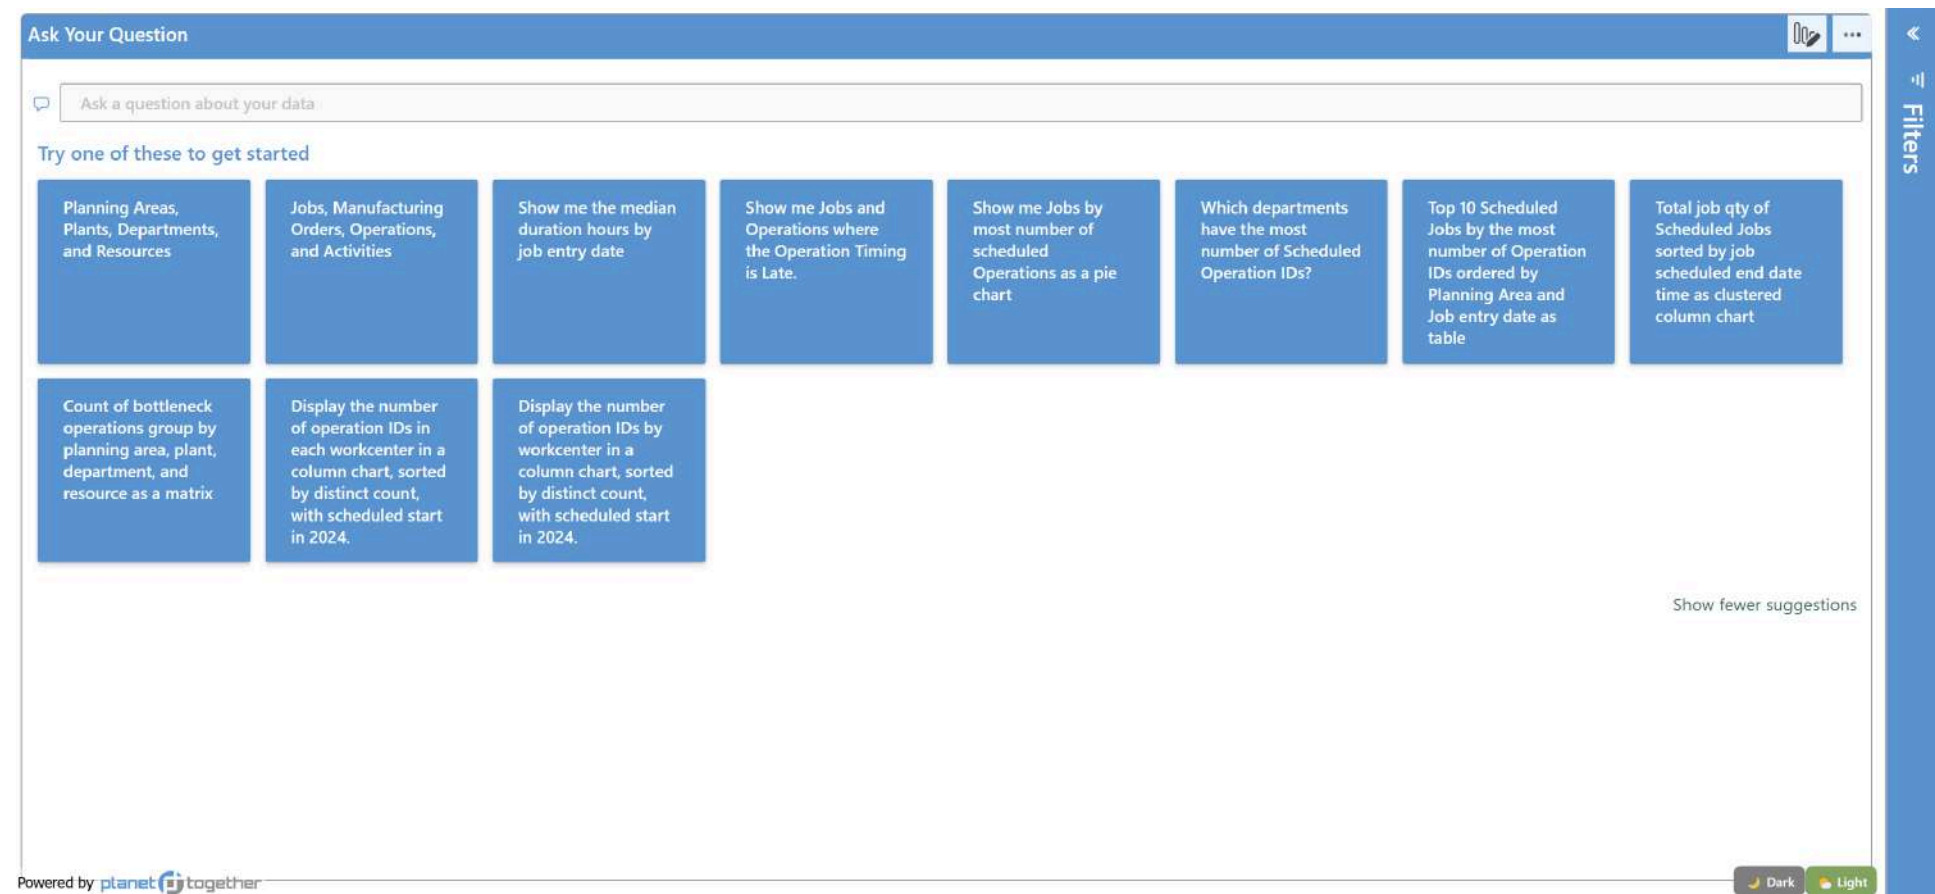 Ask Your Question
Ask a question about your data
Filters
Try one of these to get started
Planning Areas,
Plants, Departments,
and Resources
Jobs, Manufacturing
Orders, Operations,
and Activities
Show me the median
duration hours by
job entry date
Show me Jobs and
Operations where
the Operation Timing
is Late.
Show me Jobs by
most number of
scheduled
Operations as a pie
chart
Which departments
have the most
number of Scheduled
Operation IDs?
Top 10 Scheduled
Jobs by the most
number of Operation
IDs ordered by
Planning Area and
Job entry date as
table
Total job qty of
Scheduled Jobs
sorted by job
scheduled end date
time as clustered
column chart
Count of bottleneck
operations group by
planning area, plant,
department, and
resource as a matrix
Display the number
of operation IDs in
each workcenter in a
column chart, sorted
by distinct count,
with scheduled start
in 2024.
Display the number
of operation IDs by
workcenter in a
column chart, sorted
by distinct count,
with scheduled start
in 2024.
Show fewer suggestions
Powered by planet together
Dark
Light